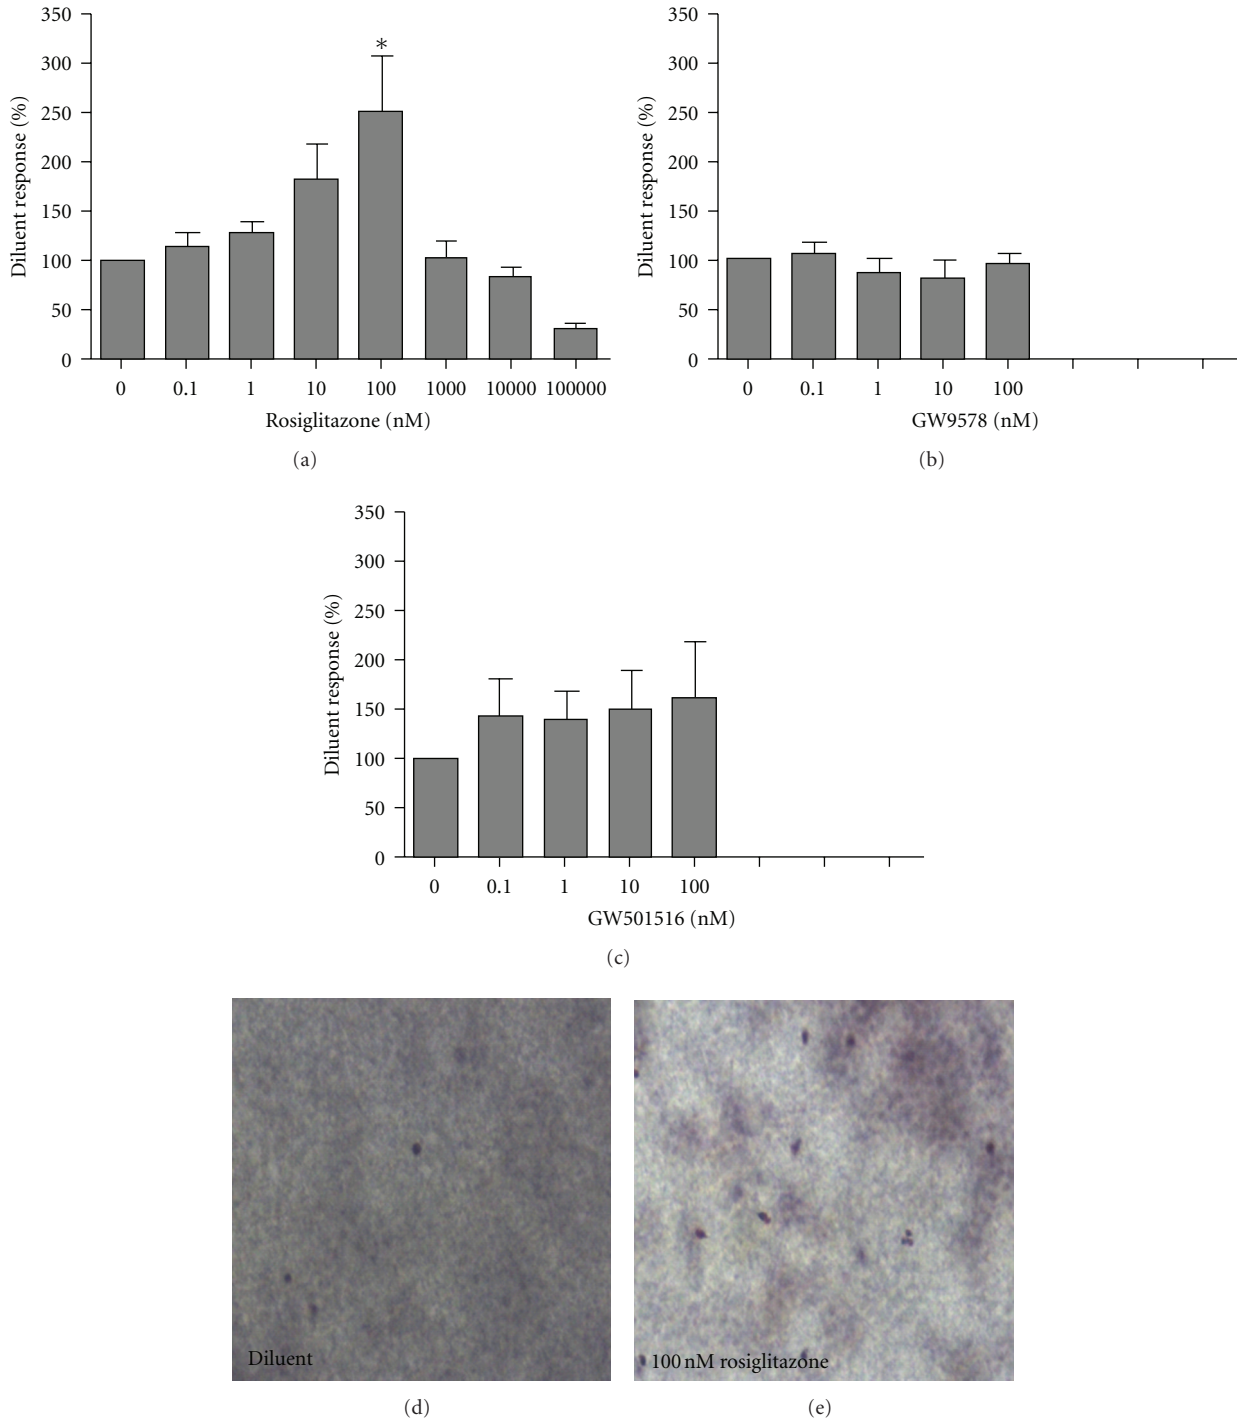 350
300
250
200
150
100
50
0
Diluent response (%)
*
0 0.1 1 10 100 1000 10000 100000
Rosiglitazone (nM)
(a)
350
300
250
200
150
100
50
0
Diluent response (%)
0 0.1 1 10 100
GW9578 (nM)
(b)
350
300
250
200
150
100
50
0
Diluent response (%)
0 0.1 1 10 100
GW501516 (nM)
(c)
Diluent
(d)
100 nM rosiglitazone
(e)